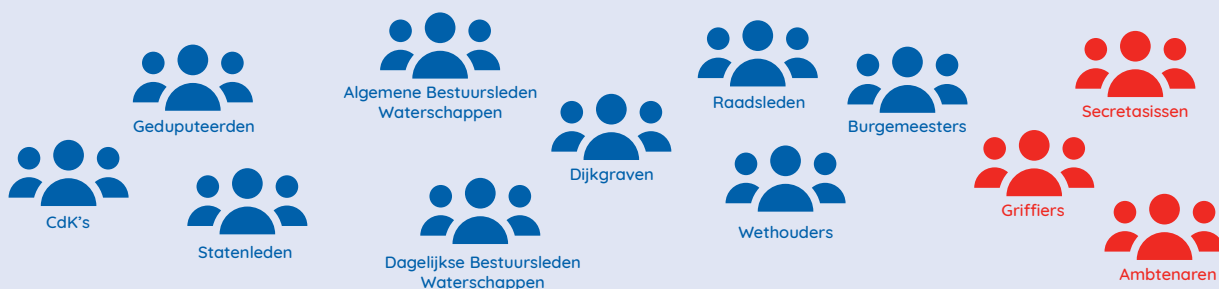 Geduputeerden
CdK's
Statenleden
Algemene Bestuursleden
Waterschappen
Dijkgraven
Dagelijkse Bestuursleden
Waterschappen
Raadsleden
Burgemeesters
Wethouders
Secretasissen
Griffiers
Ambtenaren